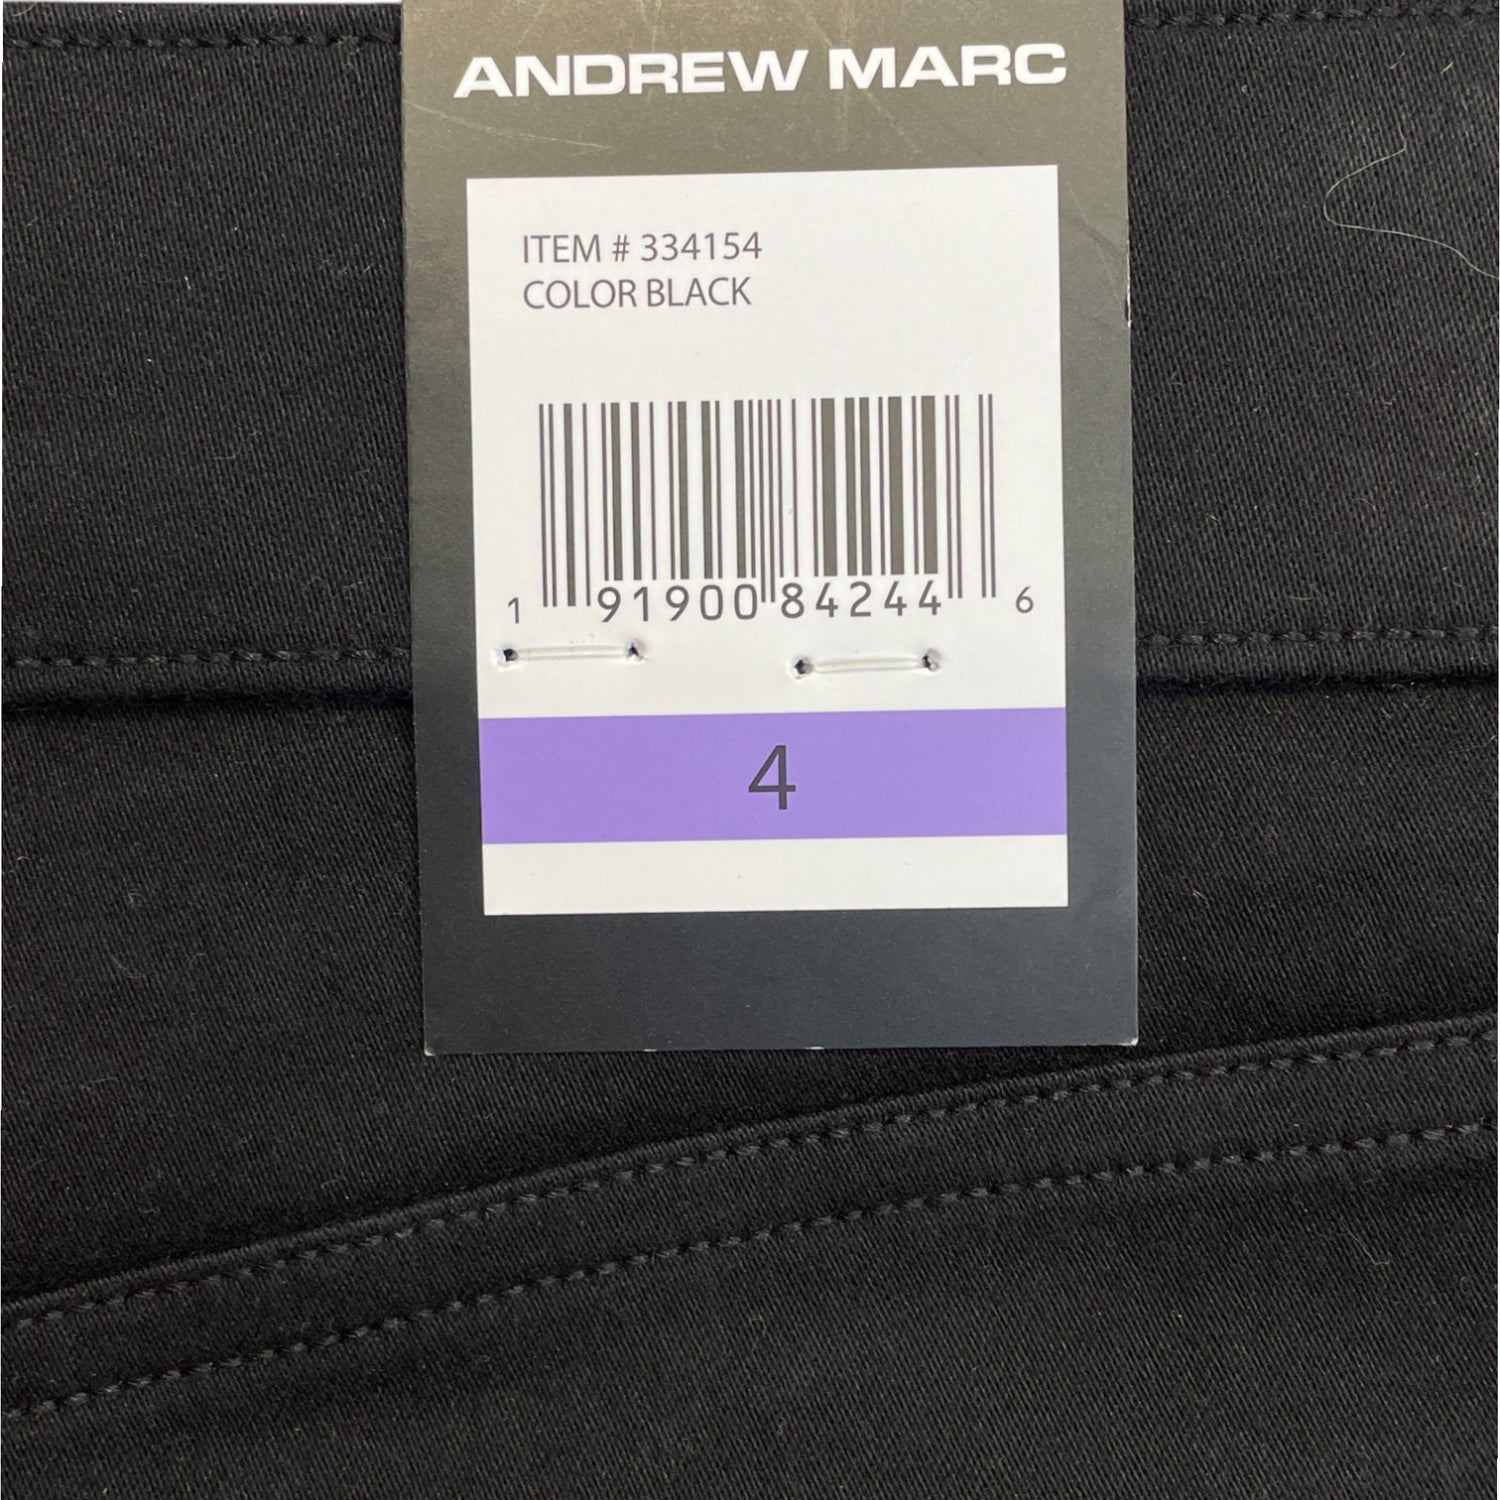 ANDREW MARC
ITEM # 334154
COLOR BLACK
1 91900 84244 6
4